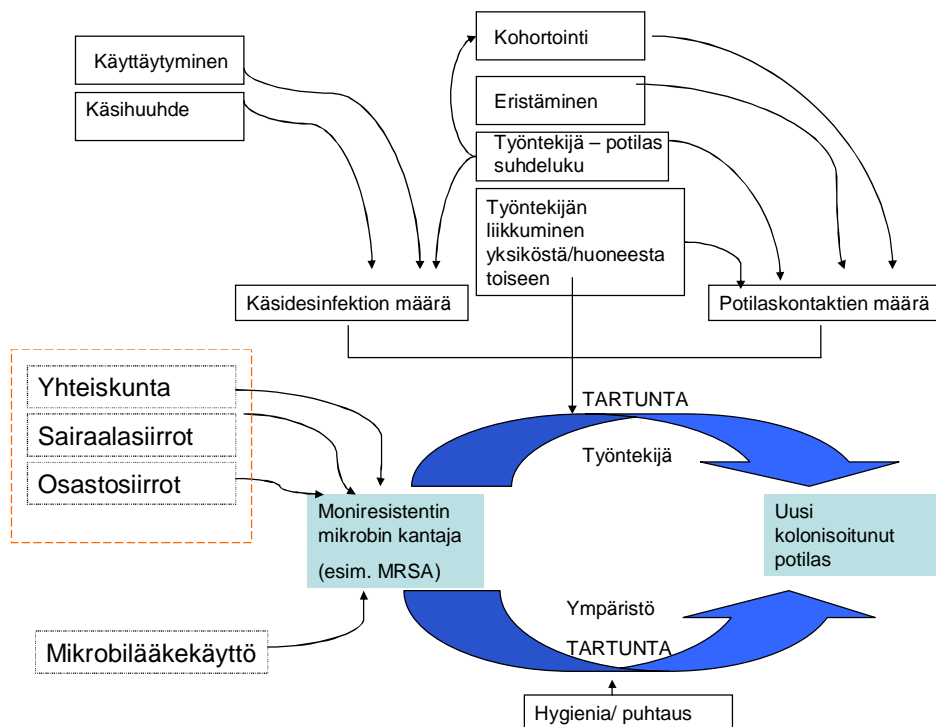 Kohortointi
Käyttäytyminen
Käsihuuhde
Eristäminen
Työntekijä – potilas
suhdeluku
Työntekijän
liikkuminen
yksiköstä/huoneesta
toiseen
Käsidesinfektion määrä
Potilaskontaktien määrä
Yhteiskunta
Sairaalasiirrot
Osastosiirrot
TARTUNTA
Työntekijä
Moniresistentin
mikrobin kantaja
(esim. MRSA)
Uusi
kolonisoitunut
potilas
Ympäristö
TARTUNTA
Mikrobilääkekäyttö
Hygienia/ puhtaus